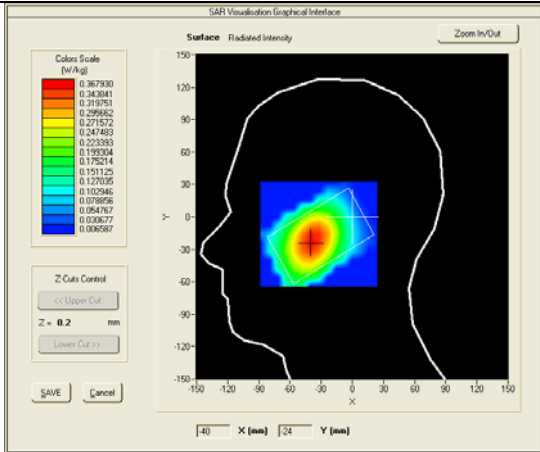 SAR Visualisation Graphical Interface
Surface Radiated Intensity
Zoom In/Out
Colors Scale
(W/kg)
0.367930
0.343841
0.319751
0.295662
0.271572
0.247483
0.223393
0.199304
0.175214
0.151125
0.127035
0.102946
0.078856
0.054767
0.030677
0.006587
Z Cuts Control
<< Upper Cut
Z = 0.2 mm
Lower Cut >>
SAVE Cancel
150
120
90
60
30
0
-30
-60
-90
-120
-150
Y
-150 -120 -90 -60 -30 0 30 60 90 120 150
X
-40 X (mm) -24 Y (mm)